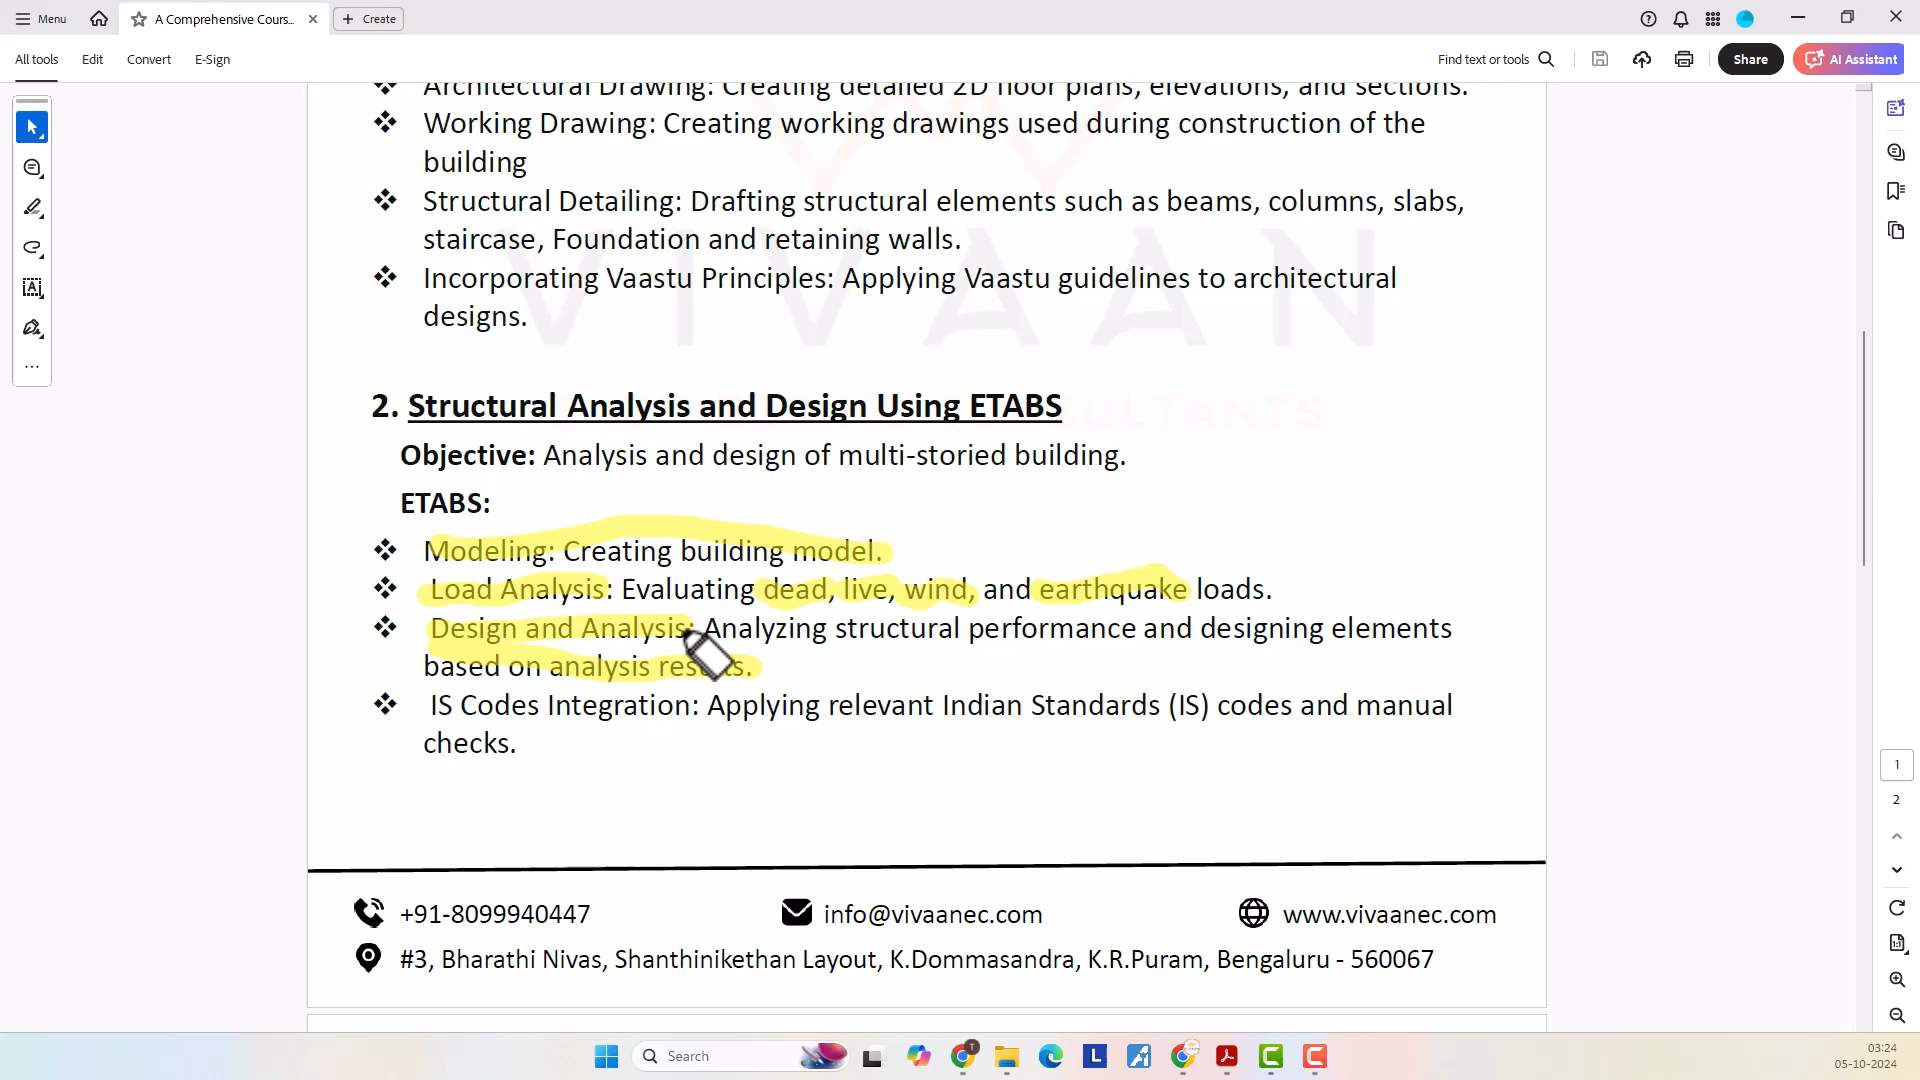 Menu
A Comprehensive Cours...
Create
All tools
Edit
Convert
E-Sign
Find text or tools
Share
AI Assistant
Architectural Drawing: Creating detailed 2D floor plans, elevations, and sections.
Working Drawing: Creating working drawings used during construction of the
building
Structural Detailing: Drafting structural elements such as beams, columns, slabs,
staircase, Foundation and retaining walls.
Incorporating Vaastu Principles: Applying Vaastu guidelines to architectural
designs.
VIVAAN
2. Structural Analysis and Design Using ETABS
Objective: Analysis and design of multi-storied building.
ETABS:
Modeling: Creating building model.
Load Analysis: Evaluating dead, live, wind, and earthquake loads.
Design and Analysis: Analyzing structural performance and designing elements
based on analysis results.
IS Codes Integration: Applying relevant Indian Standards (IS) codes and manual
checks.
+91-8099940447
info@vivaanec.com
www.vivaanec.com
#3, Bharathi Nivas, Shanthinikethan Layout, K.Dommasandra, K.R.Puram, Bengaluru - 560067
1
2
Search
03:24
05-10-2024